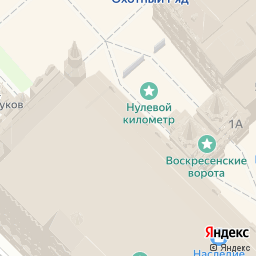 Охотный Ряд
Нулевой
километр
уков
1А
Воскресенские
ворота
Яндекс
© Яндекс
Наследие